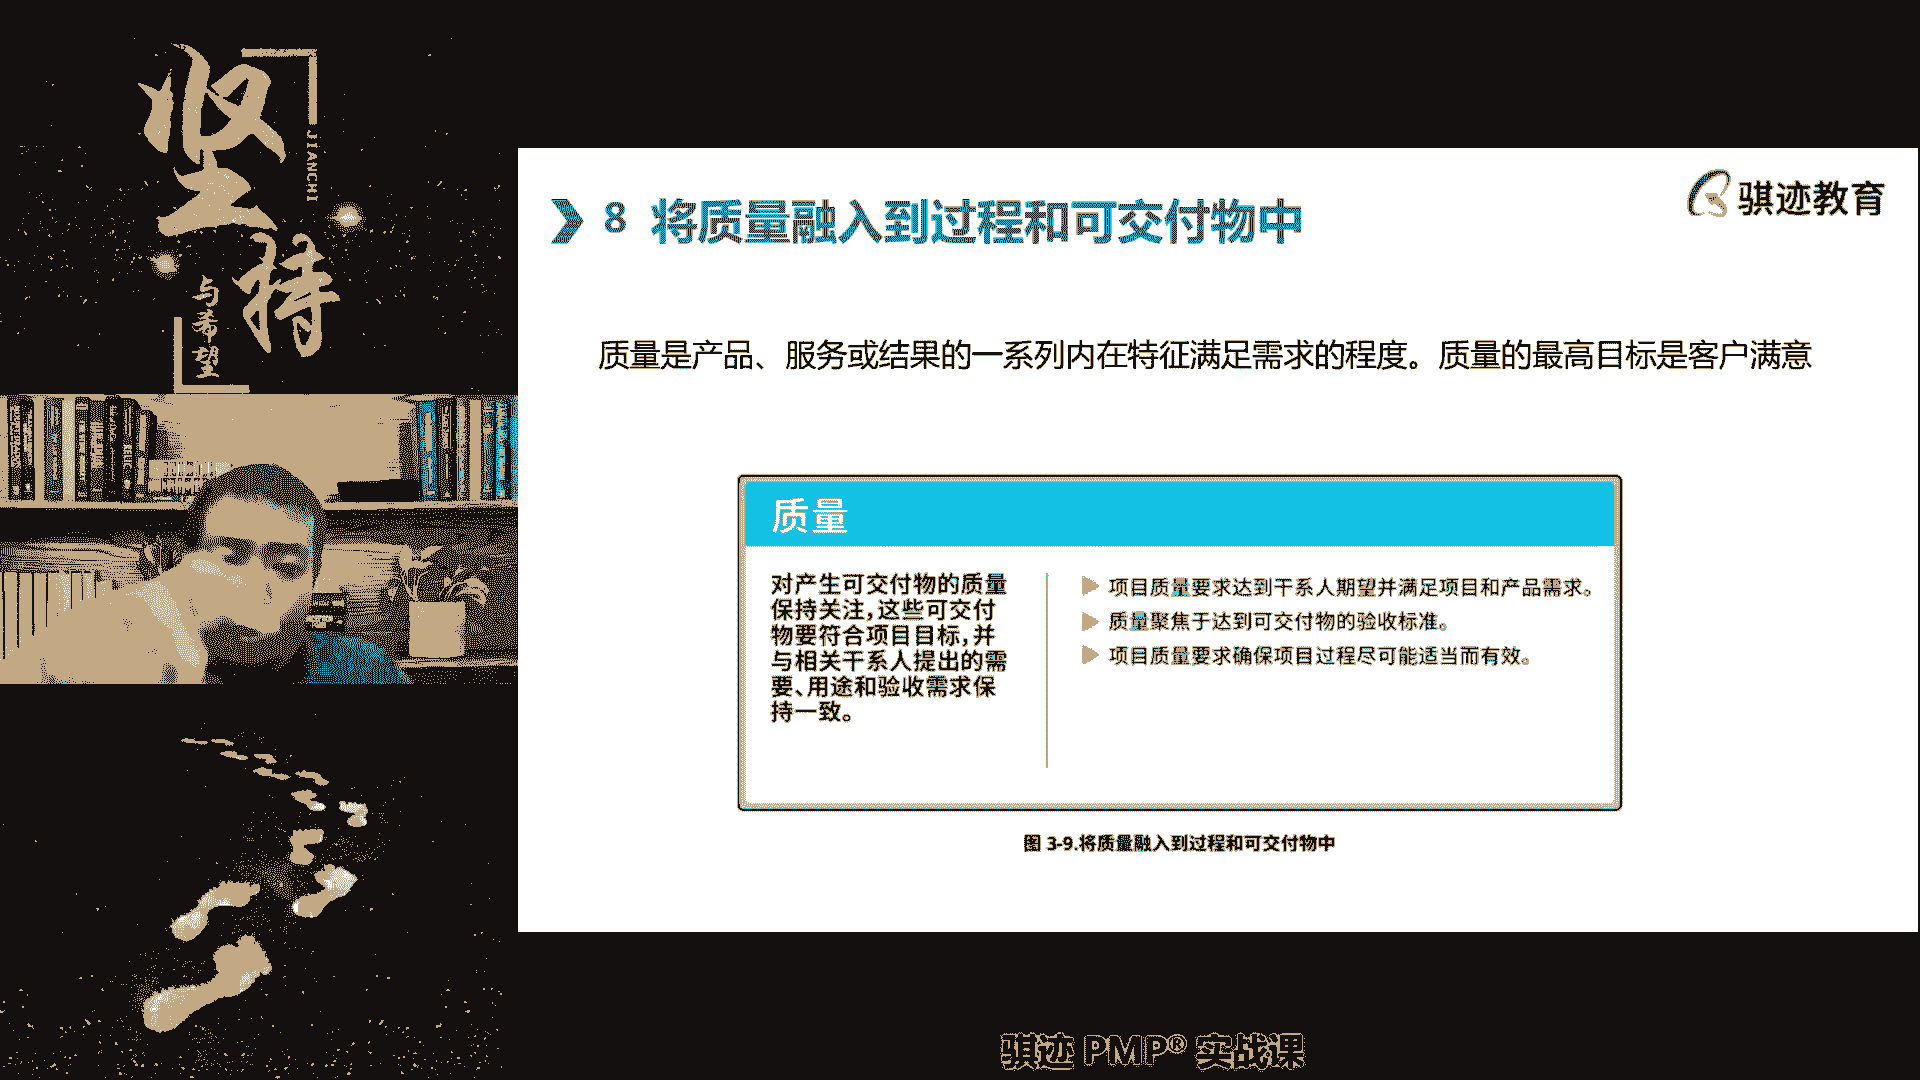 坚持
JIANCHI
与希望
骐迹教育
8 将质量融入到过程和可交付物中
质量是产品、服务或结果的一系列内在特征满足需求的程度。质量的最高目标是客户满意
质量
对产生可交付物的质量
保持关注,这些可交付
物要符合项目目标,并
与相关干系人提出的需
要、用途和验收需求保
持一致。
项目质量要求达到干系人期望并满足项目和产品需求。
质量聚焦于达到可交付物的验收标准。
项目质量要求确保项目过程尽可能适当而有效。
图 3-9.将质量融入到过程和可交付物中
骐迹 PMP® 实战课